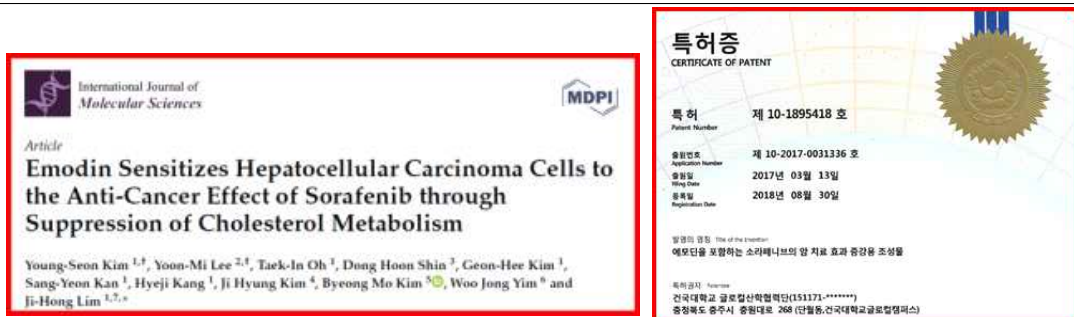 International Journal of
Molecular Sciences
MDPI
Article
Emodin Sensitizes Hepatocellular Carcinoma Cells to
the Anti-Cancer Effect of Sorafenib through
Suppression of Cholesterol Metabolism
Young-Seon Kim 1,†, Yoon-Mi Lee 2,†, Taek-In Oh 1, Dong Hoon Shin 3, Geon-Hee Kim 1,
Sang-Yeon Kan 1, Hyeji Kang 1, Ji Hyung Kim 4, Byeong Mo Kim 5, Woo Jong Yim 6 and
Ji-Hong Lim 1,7,*
특허증
CERTIFICATE OF PATENT
특허 제 10-1895418 호
Patent Number
출원번호 제 10-2017-0031336 호
Application Number
출원일 2017년 03월 13일
Filing Date
등록일 2018년 08월 30일
Registration Date
발명의 명칭 Title of the Invention
에모딘을 포함하는 소라페니브의 암 치료 효과 증강용 조성물
특허권자 Patentee
건국대학교 글로컬산학협력단(151171-*******)
충청북도 충주시 충원대로 268 (단월동,건국대학교글로컬캠퍼스)